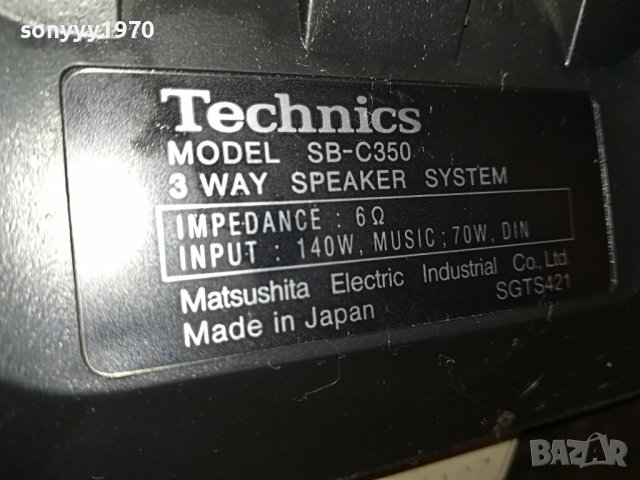 sonyyy1970
Technics
MODEL SB-C350
3 WAY SPEAKER SYSTEM
IMPEDANCE : 6Ω
INPUT : 140W, MUSIC; 70W, DIN
Matsushita Electric Industrial Co., Ltd.
SGTS421
Made in Japan
BAZAR